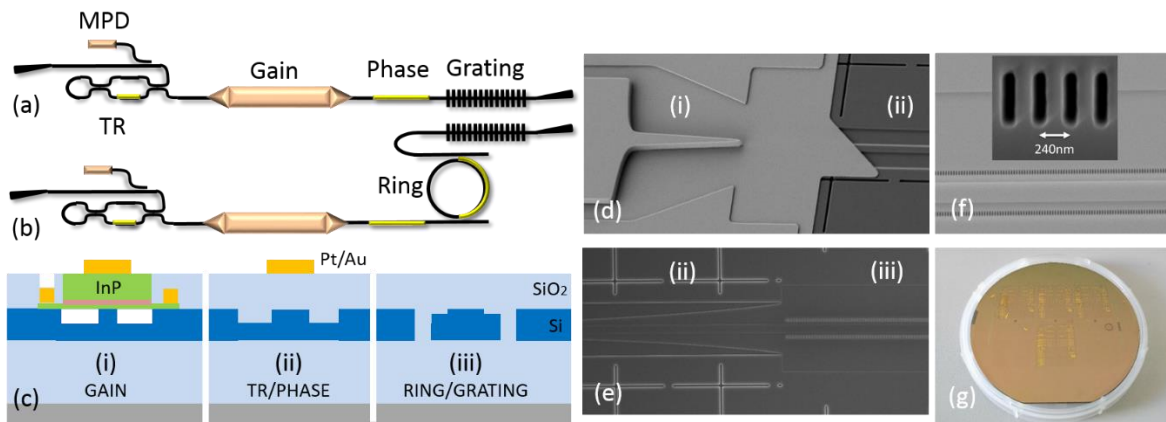 MPD
Gain
Phase
Grating
(a)
TR
Ring
(b)
Pt/Au
InP
SiO₂
Si
(i)
(ii)
(iii)
GAIN
TR/PHASE
RING/GRATING
(c)
(i)
(ii)
(d)
(ii)
(iii)
(e)
240nm
(f)
(g)